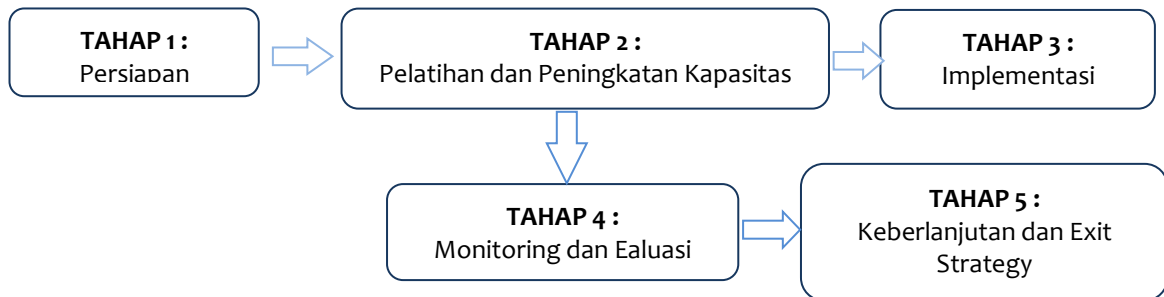 TAHAP 1 :
Persiapan
TAHAP 2 :
Pelatihan dan Peningkatan Kapasitas
TAHAP 3 :
Implementasi
TAHAP 4 :
Monitoring dan Ealuasi
TAHAP 5 :
Keberlanjutan dan Exit
Strategy